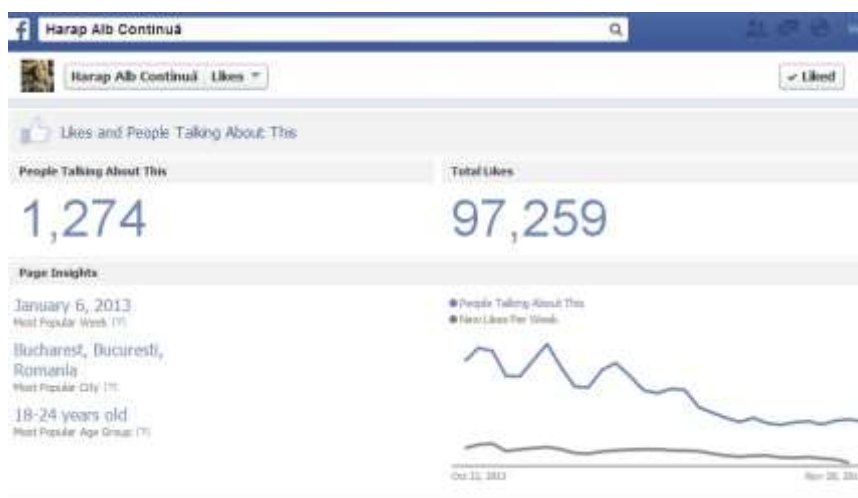 f Harap Alb Continuă
Harap Alb Continuă Likes
Liked
Likes and People Talking About This
People Talking About This
Total Likes
1,274
97,259
Page Insights
January 6, 2013
Most Popular Week [?]
Bucharest, Bucuresti,
Romania
Most Popular City [?]
18-24 years old
Most Popular Age Group [?]
People Talking About This
New Likes Per Week
Nov 20,